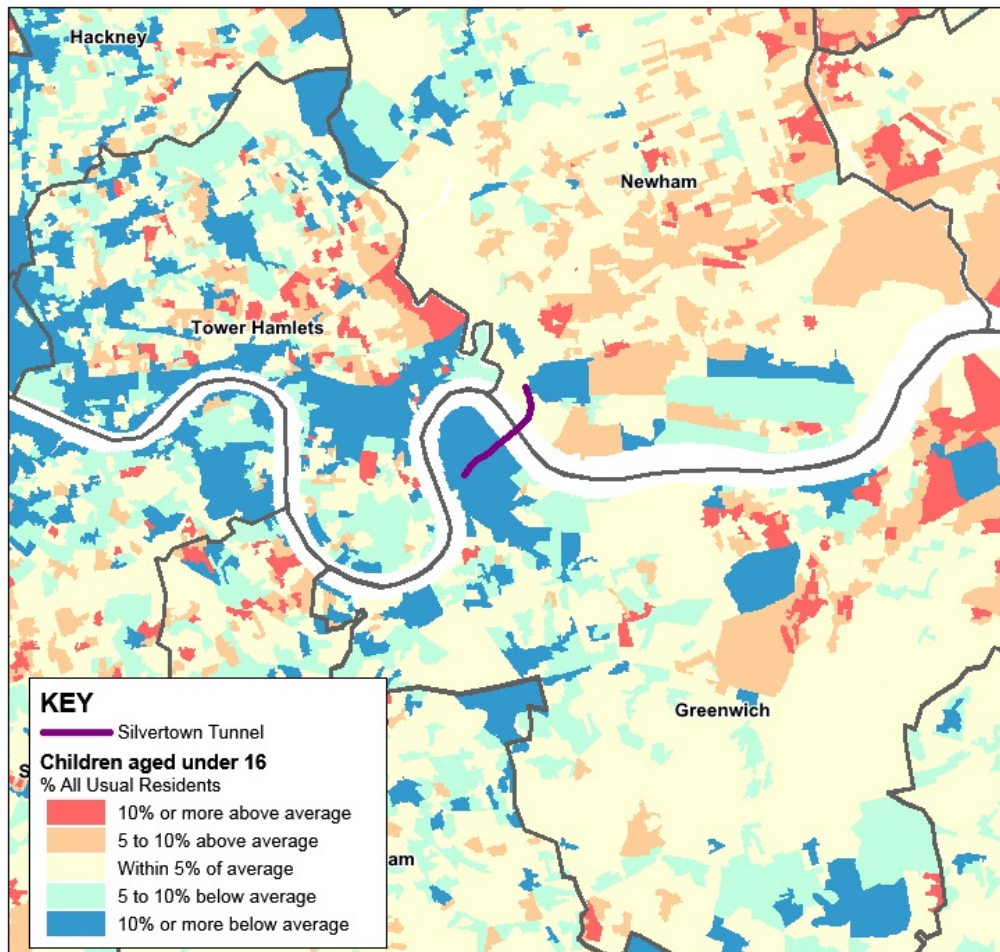 Hackney
Newham
Tower Hamlets
Greenwich
KEY
Silvertown Tunnel
Children aged under 16
% All Usual Residents
10% or more above average
5 to 10% above average
Within 5% of average
5 to 10% below average
10% or more below average
S
am